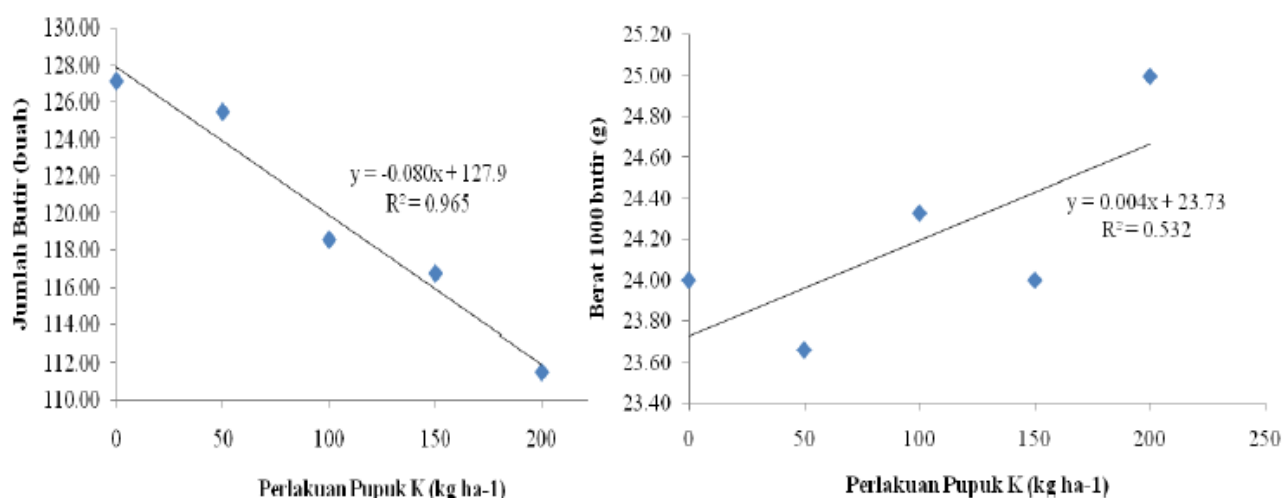 130.00
128.00
126.00
124.00
122.00
120.00
118.00
116.00
114.00
112.00
110.00
Jumlah Butir (buah)
y = -0.080x + 127.9
R² = 0.965
0 50 100 150 200
Perlakuan Pupuk K (kg ha-1)
25.20
25.00
24.80
24.60
24.40
24.20
24.00
23.80
23.60
23.40
Berat 1000 butir (g)
y = 0.004x + 23.73
R² = 0.532
0 50 100 150 200 250
Perlakuan Pupuk K (kg ha-1)